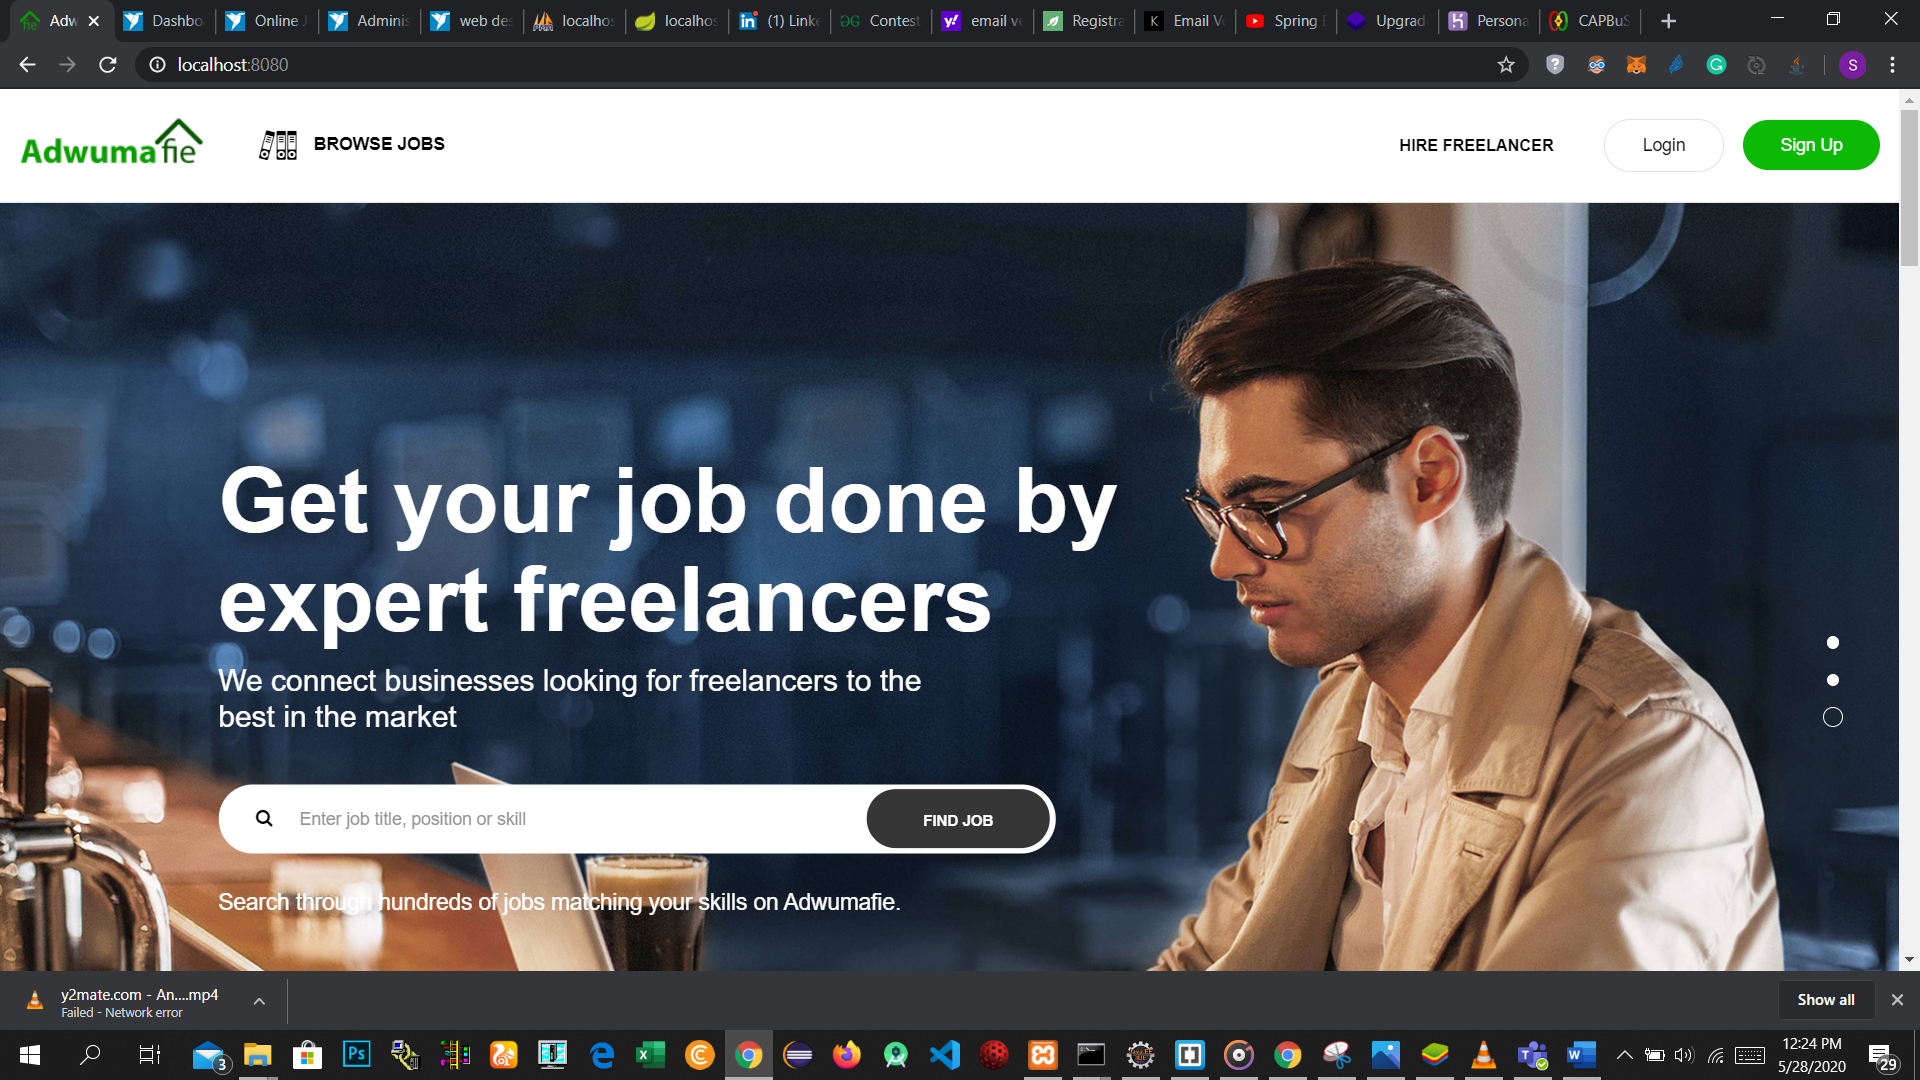 Adw
Dashbo
Online J
Adminis
web des
localhos
localhos
(1) Linke
Contest
email ve
Registra
Email Ve
Spring
Upgrad
Persona
CAPBuS
localhost:8080
S
Adwumafie
BROWSE JOBS
HIRE FREELANCER
Login
Sign Up
Get your job done by
expert freelancers
We connect businesses looking for freelancers to the
best in the market
Enter job title, position or skill
FIND JOB
Search through hundreds of jobs matching your skills on Adwumafie.
y2mate.com - An....mp4
Failed - Network error
Show all
3
12:24 PM
5/28/2020
29